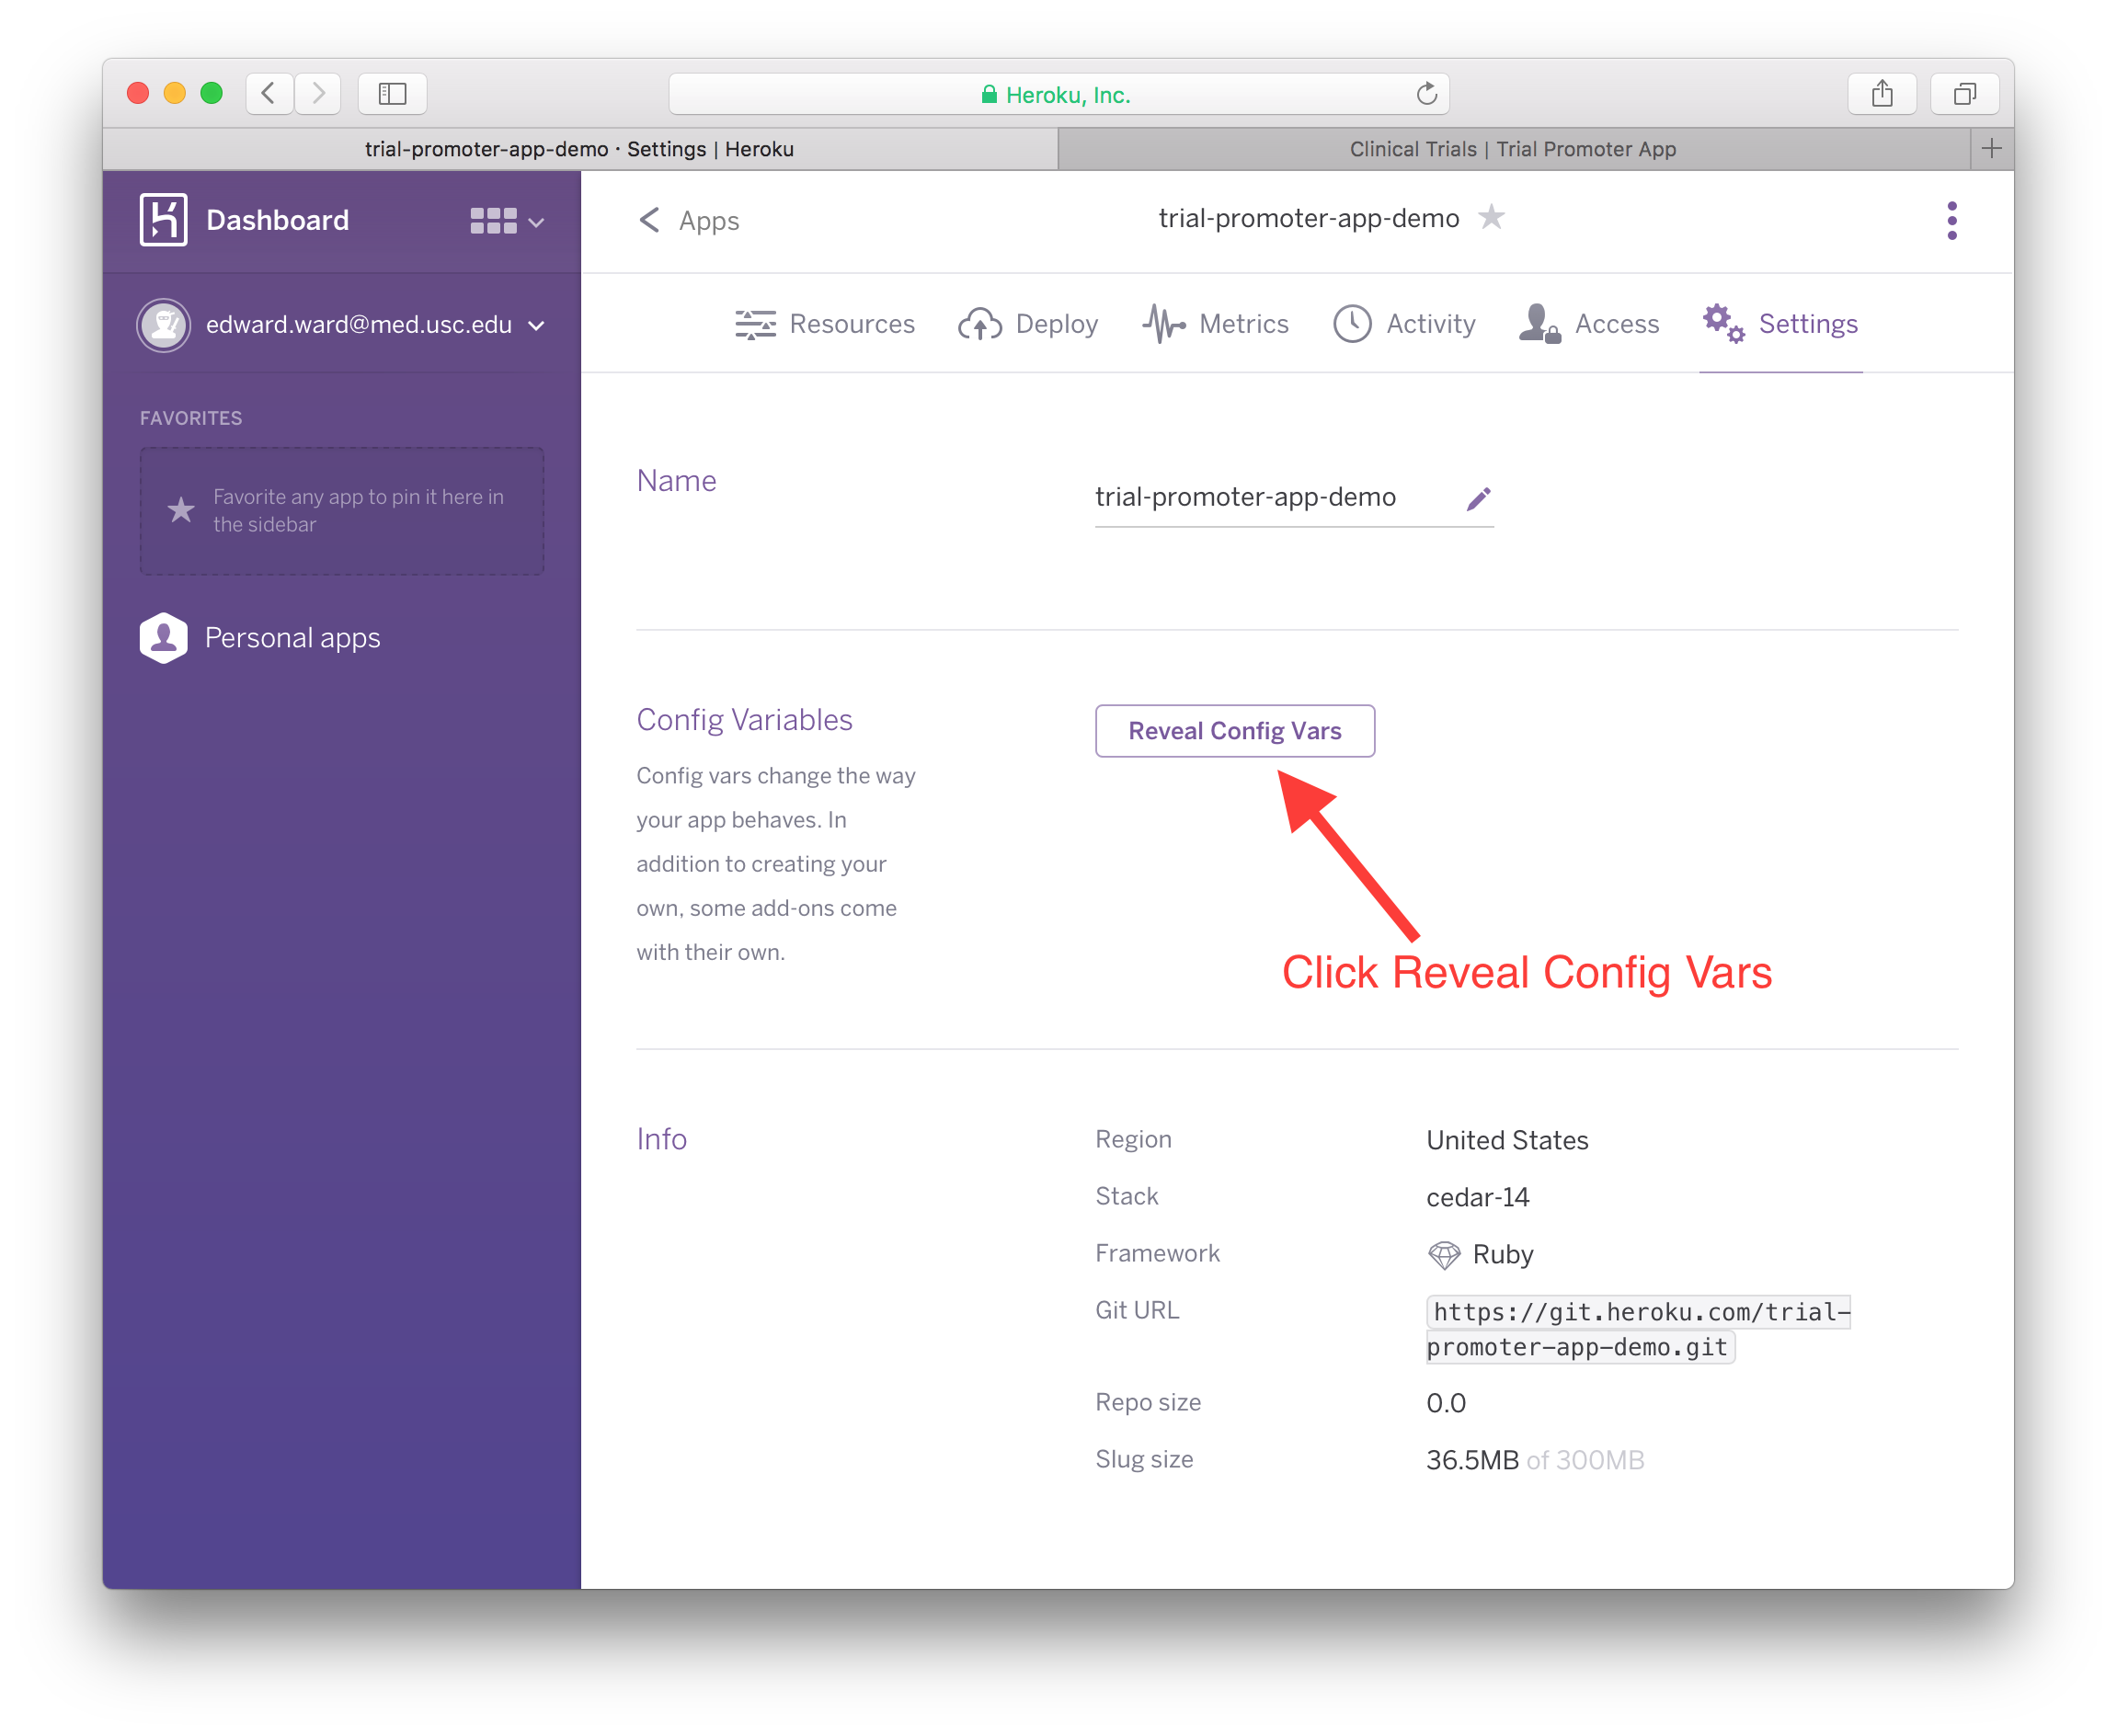 Heroku, Inc.
trial-promoter-app-demo · Settings | Heroku
Clinical Trials | Trial Promoter App
Dashboard
Apps
trial-promoter-app-demo
edward.ward@med.usc.edu
Resources
Deploy
Metrics
Activity
Access
Settings
FAVORITES
Favorite any app to pin it here in
the sidebar
Personal apps
Name
trial-promoter-app-demo
Config Variables
Reveal Config Vars
Config vars change the way
your app behaves. In
addition to creating your
own, some add-ons come
with their own.
Click Reveal Config Vars
Info
Region
United States
Stack
cedar-14
Framework
Ruby
Git URL
https://git.heroku.com/trial-
promoter-app-demo.git
Repo size
0.0
Slug size
36.5MB of 300MB